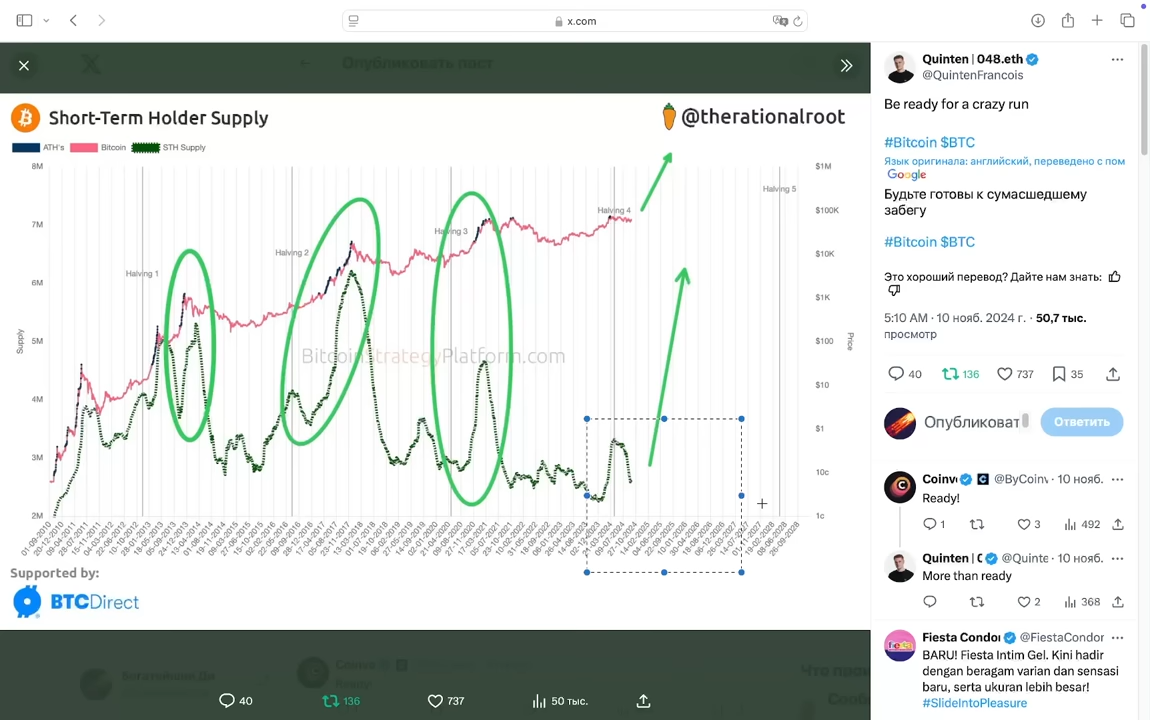 x.com
Short-Term Holder Supply
@therationalroot
ATH's
Bitcoin
STH Supply
8M
7M
6M
5M
4M
3M
2M
Supply
$1M
$100K
$10K
$1K
$100
$10
$1
10c
1c
Price
Halving 1
Halving 2
Halving 3
Halving 4
Halving 5
BitcoinStrategyPlatform.com
Supported by:
BTCDirect
40
136
737
50 тыс.
Quinten | 048.eth
@QuintenFrancois
Be ready for a crazy run
#Bitcoin $BTC
Язык оригинала: английский, переведено с пом
Google
Будьте готовы к сумасшедшему
забегу
#Bitcoin $BTC
Это хороший перевод? Дайте нам знать:
5:10 AM · 10 нояб. 2024 г. · 50,7 тыс.
просмотр
40
136
737
35
Опубликоват
Ответить
Coinv
@ByCoinv · 10 нояб.
Ready!
1
3
492
Quinten | 0
@Quinte · 10 нояб.
More than ready
2
368
Fiesta Condor
@FiestaCondor
BARU! Fiesta Intim Gel. Kini hadir
dengan beragam varian dan sensasi
baru, serta ukuran lebih besar!
#SlideIntoPleasure